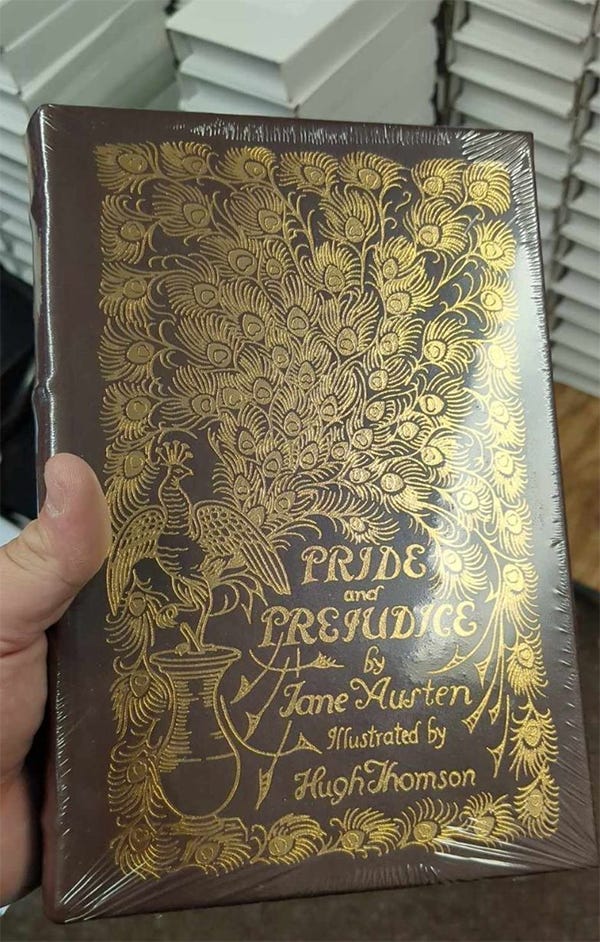 PRIDE
and
PREJUDICE
by
Jane Austen
Illustrated by
Hugh Thomson